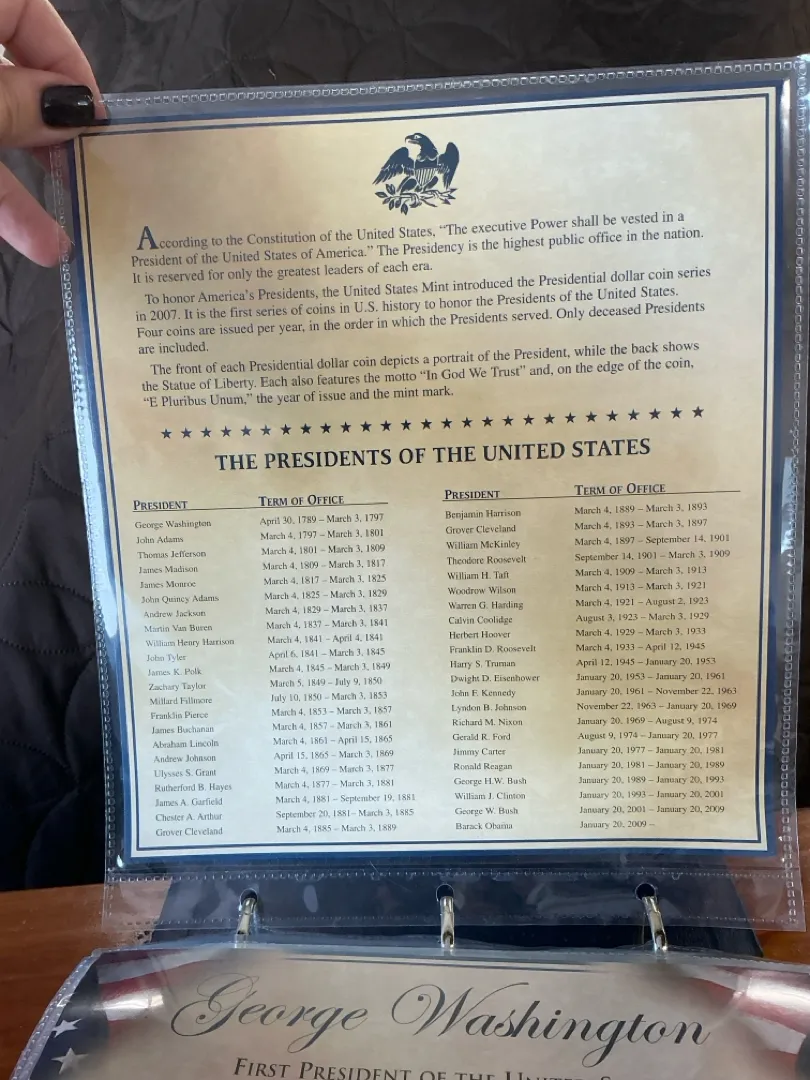 According to the Constitution of the United States, “The executive Power shall be vested in a
President of the United States of America.” The Presidency is the highest public office in the nation.
It is reserved for only the greatest leaders of each era.
To honor America’s Presidents, the United States Mint introduced the Presidential dollar coin series
in 2007. It is the first series of coins in U.S. history to honor the Presidents of the United States.
Four coins are issued per year, in the order in which the Presidents served. Only deceased Presidents
are included.
The front of each Presidential dollar coin depicts a portrait of the President, while the back shows
the Statue of Liberty. Each also features the motto “In God We Trust” and, on the edge of the coin,
“E Pluribus Unum,” the year of issue and the mint mark.
THE PRESIDENTS OF THE UNITED STATES
PRESIDENT TERM OF OFFICE
George Washington April 30, 1789 – March 3, 1797
John Adams March 4, 1797 – March 3, 1801
Thomas Jefferson March 4, 1801 – March 3, 1809
James Madison March 4, 1809 – March 3, 1817
James Monroe March 4, 1817 – March 3, 1825
John Quincy Adams March 4, 1825 – March 3, 1829
Andrew Jackson March 4, 1829 – March 3, 1837
Martin Van Buren March 4, 1837 – March 3, 1841
William Henry Harrison March 4, 1841 – April 4, 1841
John Tyler April 6, 1841 – March 3, 1845
James K. Polk March 4, 1845 – March 3, 1849
Zachary Taylor March 5, 1849 – July 9, 1850
Millard Fillmore July 10, 1850 – March 3, 1853
Franklin Pierce March 4, 1853 – March 3, 1857
James Buchanan March 4, 1857 – March 3, 1861
Abraham Lincoln March 4, 1861 – April 15, 1865
Andrew Johnson April 15, 1865 – March 3, 1869
Ulysses S. Grant March 4, 1869 – March 3, 1877
Rutherford B. Hayes March 4, 1877 – March 3, 1881
James A. Garfield March 4, 1881 – September 19, 1881
Chester A. Arthur September 20, 1881 – March 3, 1885
Grover Cleveland March 4, 1885 – March 3, 1889
PRESIDENT TERM OF OFFICE
Benjamin Harrison March 4, 1889 – March 3, 1893
Grover Cleveland March 4, 1893 – March 3, 1897
William McKinley March 4, 1897 – September 14, 1901
Theodore Roosevelt September 14, 1901 – March 3, 1909
William H. Taft March 4, 1909 – March 3, 1913
Woodrow Wilson March 4, 1913 – March 3, 1921
Warren G. Harding March 4, 1921 – August 2, 1923
Calvin Coolidge August 3, 1923 – March 3, 1929
Herbert Hoover March 4, 1929 – March 3, 1933
Franklin D. Roosevelt March 4, 1933 – April 12, 1945
Harry S. Truman April 12, 1945 – January 20, 1953
Dwight D. Eisenhower January 20, 1953 – January 20, 1961
John F. Kennedy January 20, 1961 – November 22, 1963
Lyndon B. Johnson November 22, 1963 – January 20, 1969
Richard M. Nixon January 20, 1969 – August 9, 1974
Gerald R. Ford August 9, 1974 – January 20, 1977
Jimmy Carter January 20, 1977 – January 20, 1981
Ronald Reagan January 20, 1981 – January 20, 1989
George H.W. Bush January 20, 1989 – January 20, 1993
William J. Clinton January 20, 1993 – January 20, 2001
George W. Bush January 20, 2001 – January 20, 2009
Barack Obama January 20, 2009 –
George Washington
FIRST PRESIDENT OF THE UNITED S